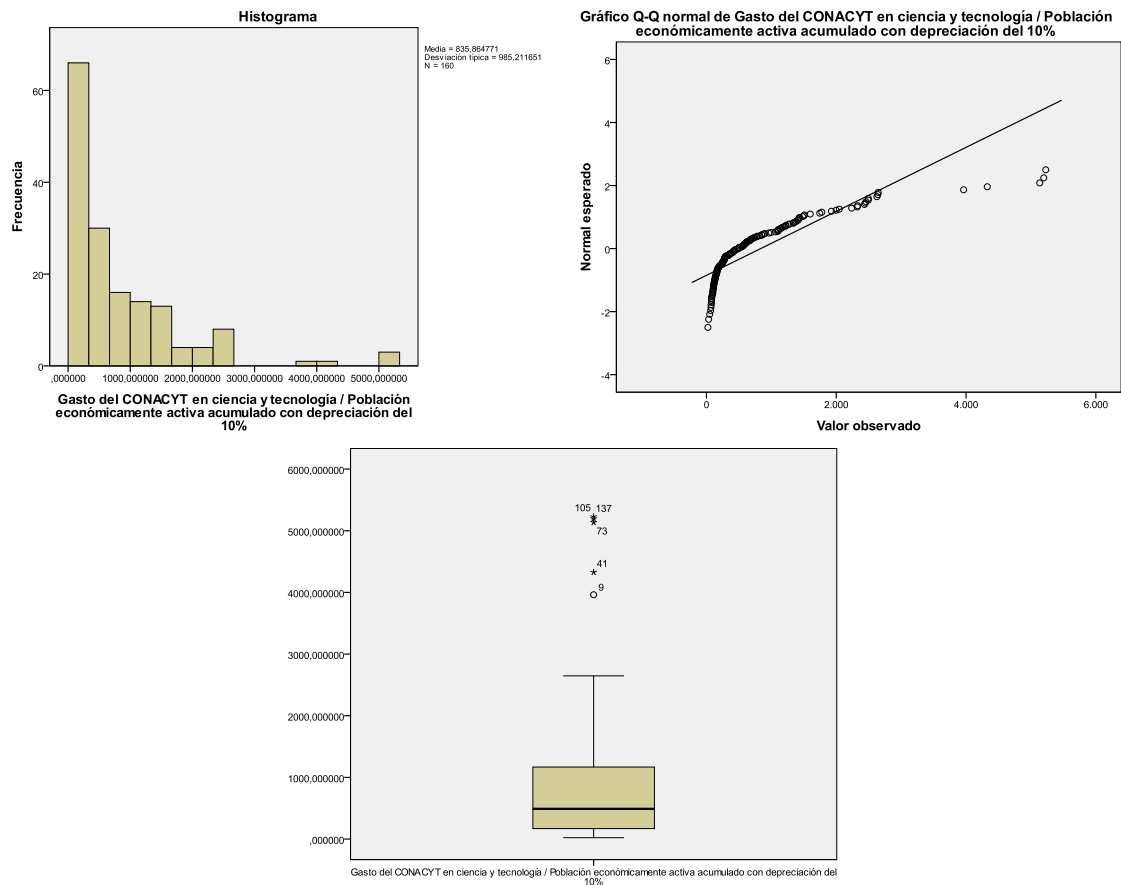 Histograma
Media = 835,864771
Desviación típica = 985,211651
N = 160
Frecuencia
60
40
20
0
,000000 1000,000000 2000,000000 3000,000000 4000,000000 5000,000000
Gasto del CONACYT en ciencia y tecnología / Población
económicamente activa acumulado con depreciación del
10%
Gráfico Q-Q normal de Gasto del CONACYT en ciencia y tecnología / Población
económicamente activa acumulado con depreciación del 10%
Normal esperado
6
4
2
0
-2
-4
0 2.000 4.000 6.000
Valor observado
6000,000000
5000,000000
4000,000000
3000,000000
2000,000000
1000,000000
,000000
105 137
73
41
9
Gasto del CONACYT en ciencia y tecnología / Población económicamente activa acumulado con depreciación del
10%